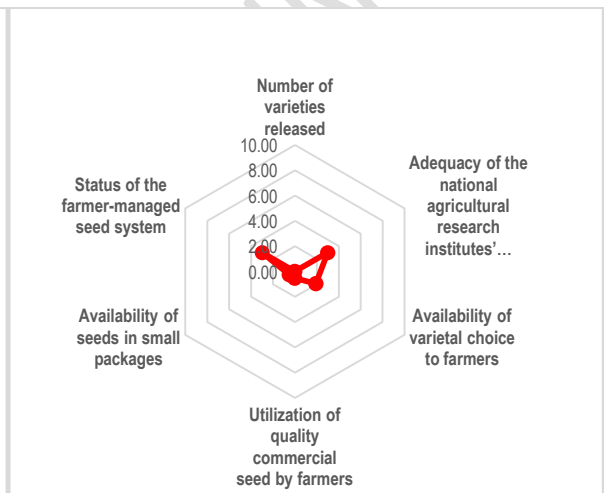 Number of
varieties
released
10.00
8.00
6.00
4.00
2.00
0.00
Adequacy of the
national
agricultural
research
institutes’...
Availability of
varietal choice
to farmers
Utilization of
quality
commercial
seed by farmers
Availability of
seeds in small
packages
Status of the
farmer-managed
seed system